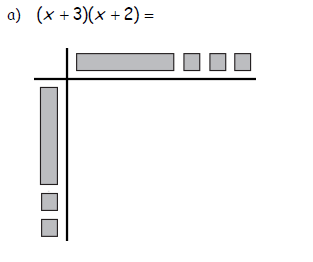 a) (x + 3)(x + 2) =